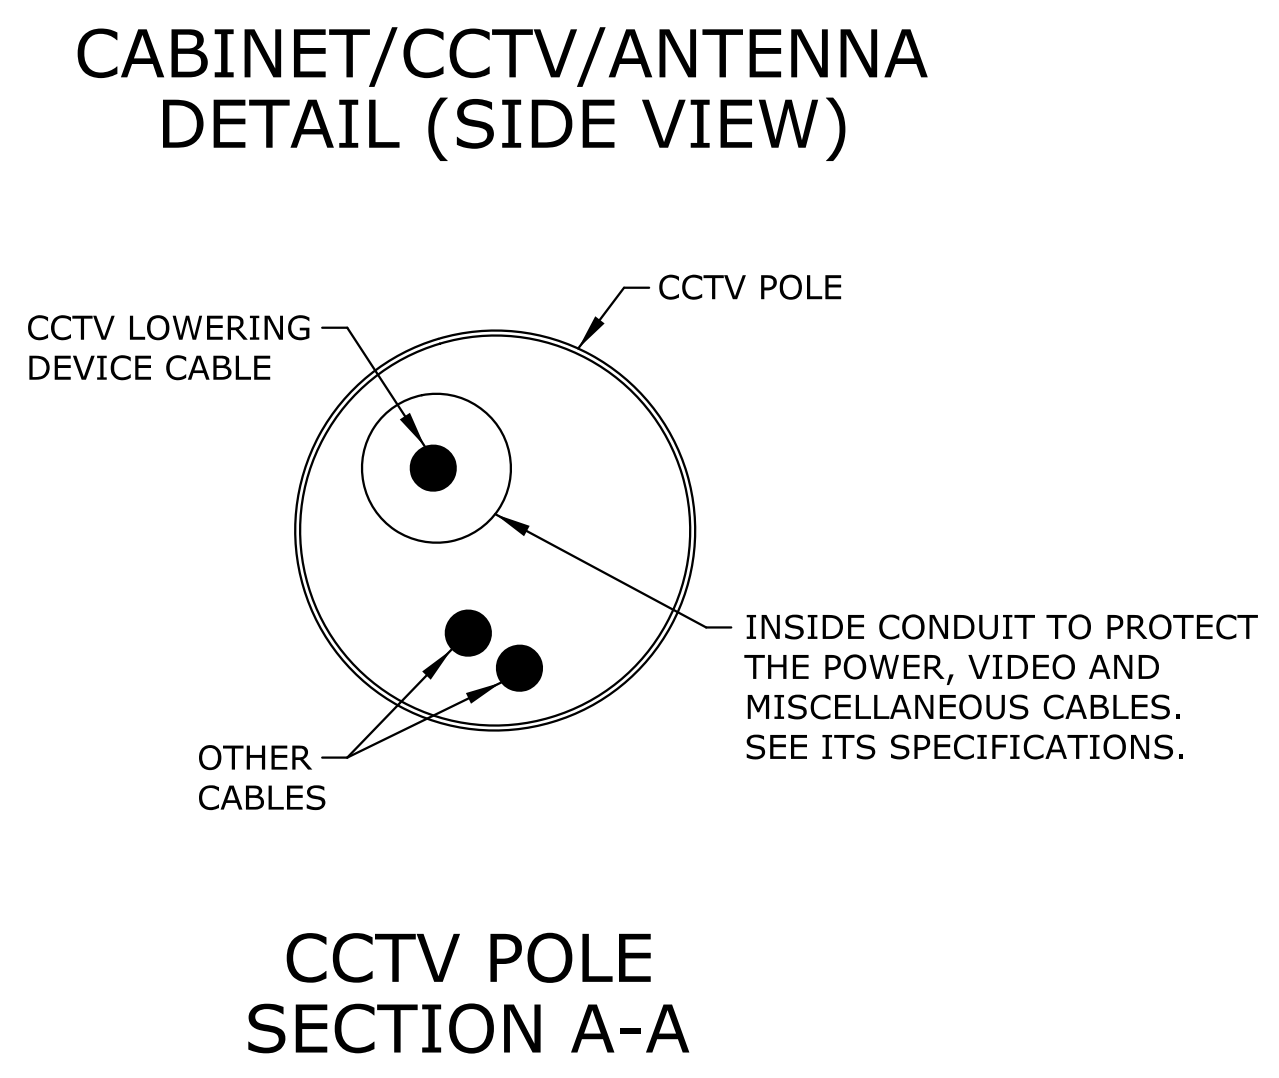 CABINET/CCTV/ANTENNA
DETAIL (SIDE VIEW)
CCTV POLE
CCTV LOWERING
DEVICE CABLE
INSIDE CONDUIT TO PROTECT
THE POWER, VIDEO AND
MISCELLANEOUS CABLES.
SEE ITS SPECIFICATIONS.
OTHER
CABLES
CCTV POLE
SECTION A-A